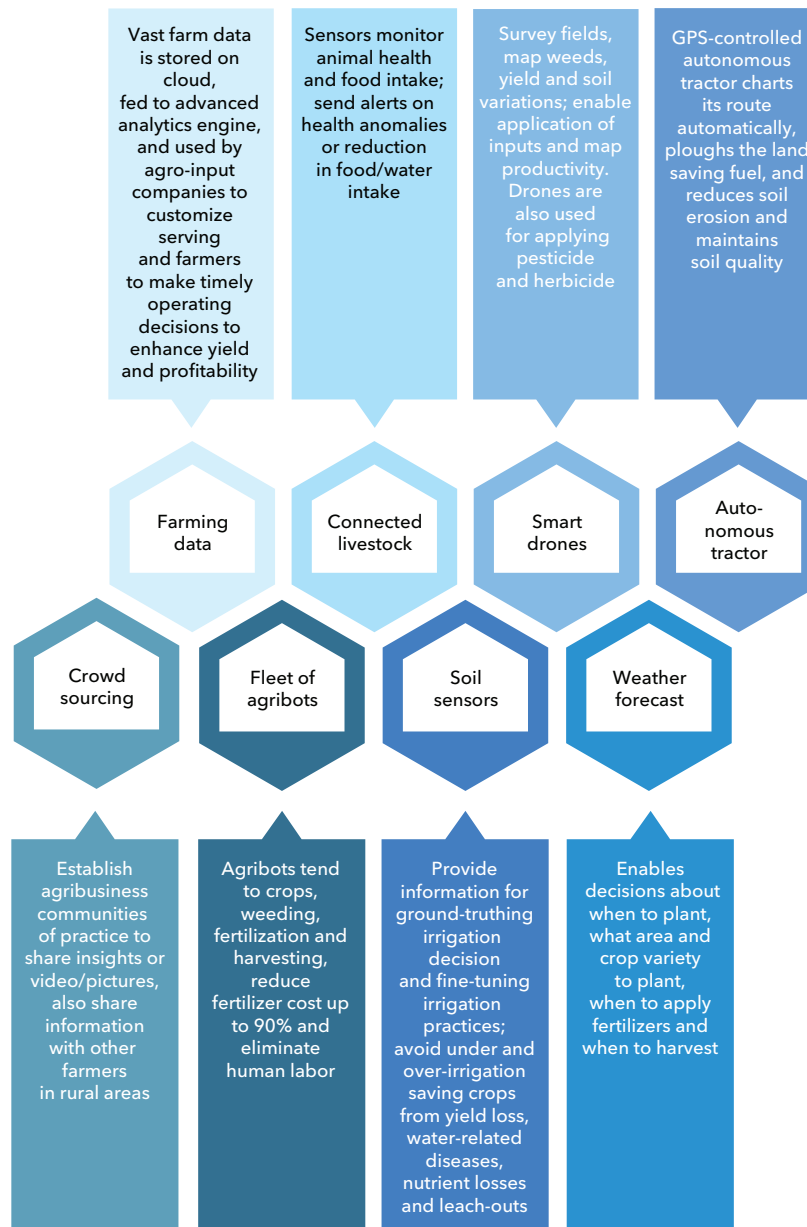 Vast farm data
is stored on
cloud,
fed to advanced
analytics engine,
and used by
agro-input
companies to
customize
serving
and farmers
to make timely
operating
decisions to
enhance yield
and profitability
Sensors monitor
animal health
and food intake;
send alerts on
health anomalies
or reduction
in food/water
intake
Survey fields,
map weeds,
yield and soil
variations; enable
application of
inputs and map
productivity.
Drones are
also used
for applying
pesticide
and herbicide
GPS-controlled
autonomous
tractor charts
its route
automatically,
ploughs the land,
saving fuel, and
reduces soil
erosion and
maintains
soil quality
Farming
data
Connected
livestock
Smart
drones
Auto-
nomous
tractor
Crowd
sourcing
Fleet of
agribots
Soil
sensors
Weather
forecast
Establish
agribusiness
communities
of practice to
share insights or
video/pictures,
also share
information
with other
farmers
in rural areas
Agribots tend
to crops,
weeding,
fertilization and
harvesting,
reduce
fertilizer cost up
to 90% and
eliminate
human labor
Provide
information for
ground-truthing
irrigation
decision
and fine-tuning
irrigation
practices;
avoid under and
over-irrigation
saving crops
from yield loss,
water-related
diseases,
nutrient losses
and leach-outs
Enables
decisions about
when to plant,
what area and
crop variety
to plant,
when to apply
fertilizers and
when to harvest